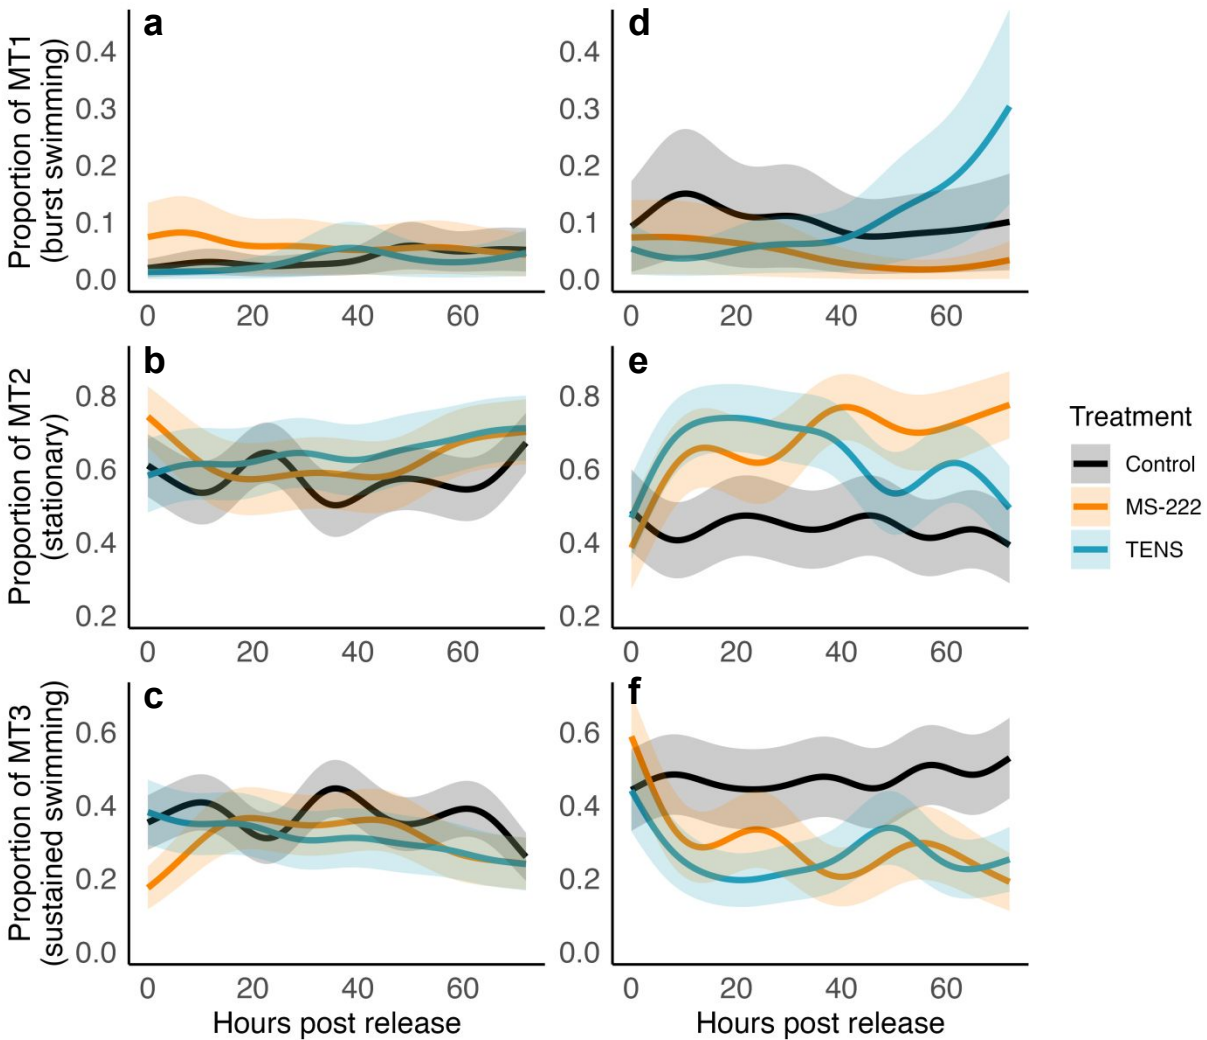 a
d
Proportion of MT1
(burst swimming)
0.4
0.3
0.2
0.1
0.0
0 20 40 60
0.4
0.3
0.2
0.1
0.0
0 20 40 60
b
e
Proportion of MT2
(stationary)
0.8
0.6
0.4
0.2
0 20 40 60
0.8
0.6
0.4
0.2
0 20 40 60
Treatment
Control
MS-222
TENS
c
f
Proportion of MT3
(sustained swimming)
0.6
0.4
0.2
0.0
0 20 40 60
Hours post release
0.6
0.4
0.2
0.0
0 20 40 60
Hours post release